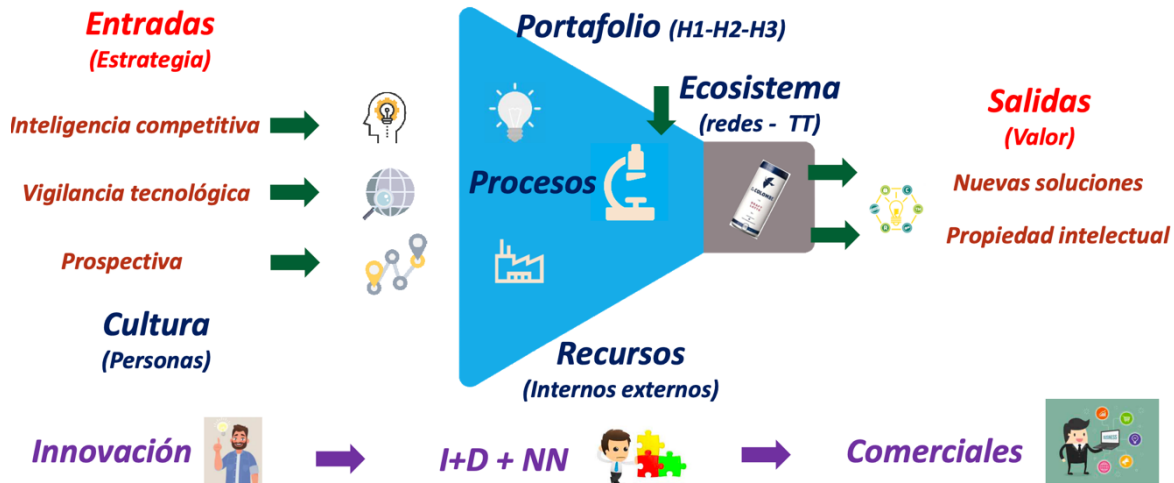 Entradas
(Estrategia)
Inteligencia competitiva
Vigilancia tecnológica
Prospectiva
Cultura
(Personas)
Portafolio (H1-H2-H3)
Ecosistema
(redes - TT)
Procesos
Recursos
(Internos externos)
Salidas
(Valor)
Nuevas soluciones
Propiedad intelectual
Innovación
I+D + NN
Comerciales